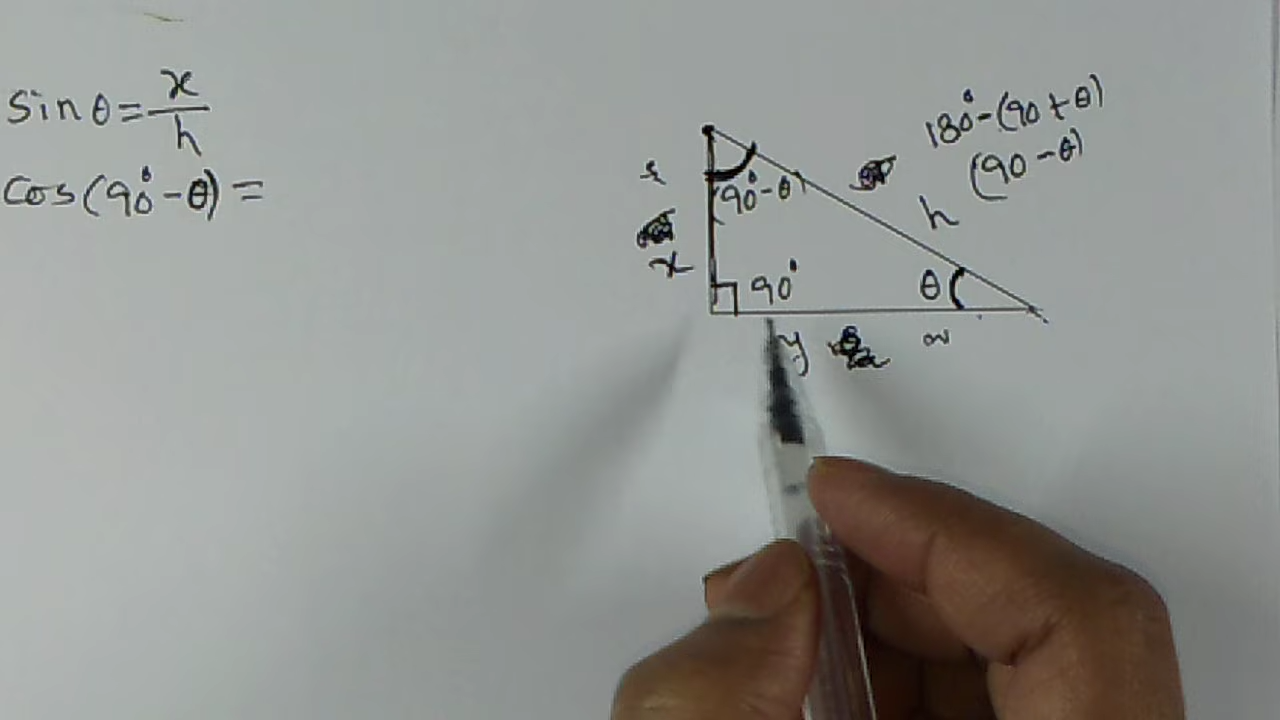 sin θ = x/h
cos(90° - θ) =
180° - (90 + θ)
(90 - θ)
(90° - θ)
h
x
90°
θ
y